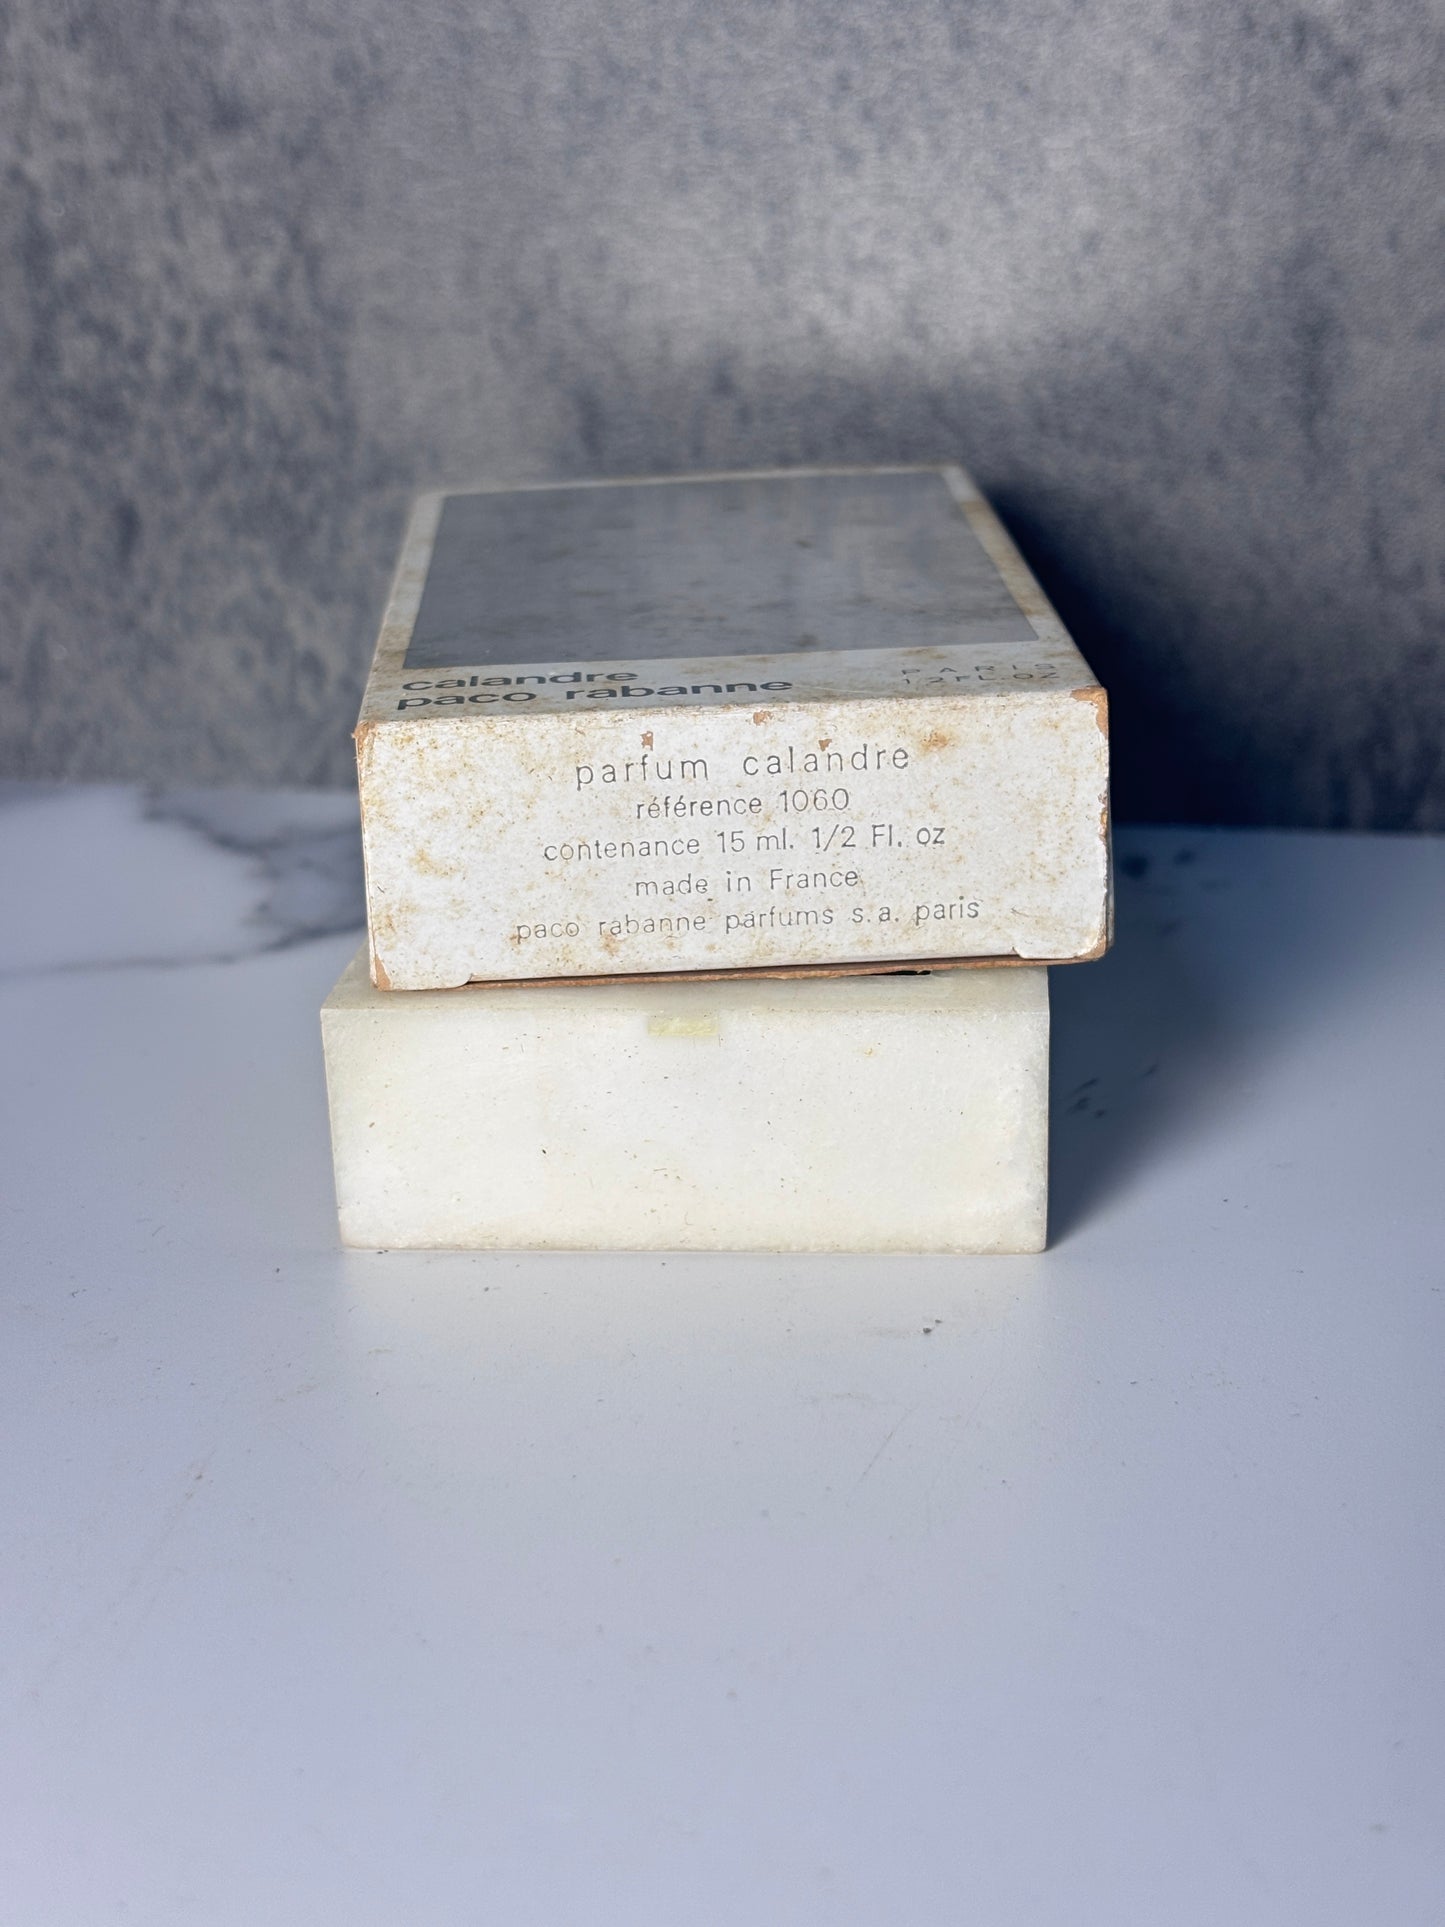 calandre
paco rabanne
PARIS
1/2 FL. OZ
parfum calandre
référence 1060
contenance 15 ml. 1/2 Fl. oz
made in France
paco rabanne parfums s.a. paris